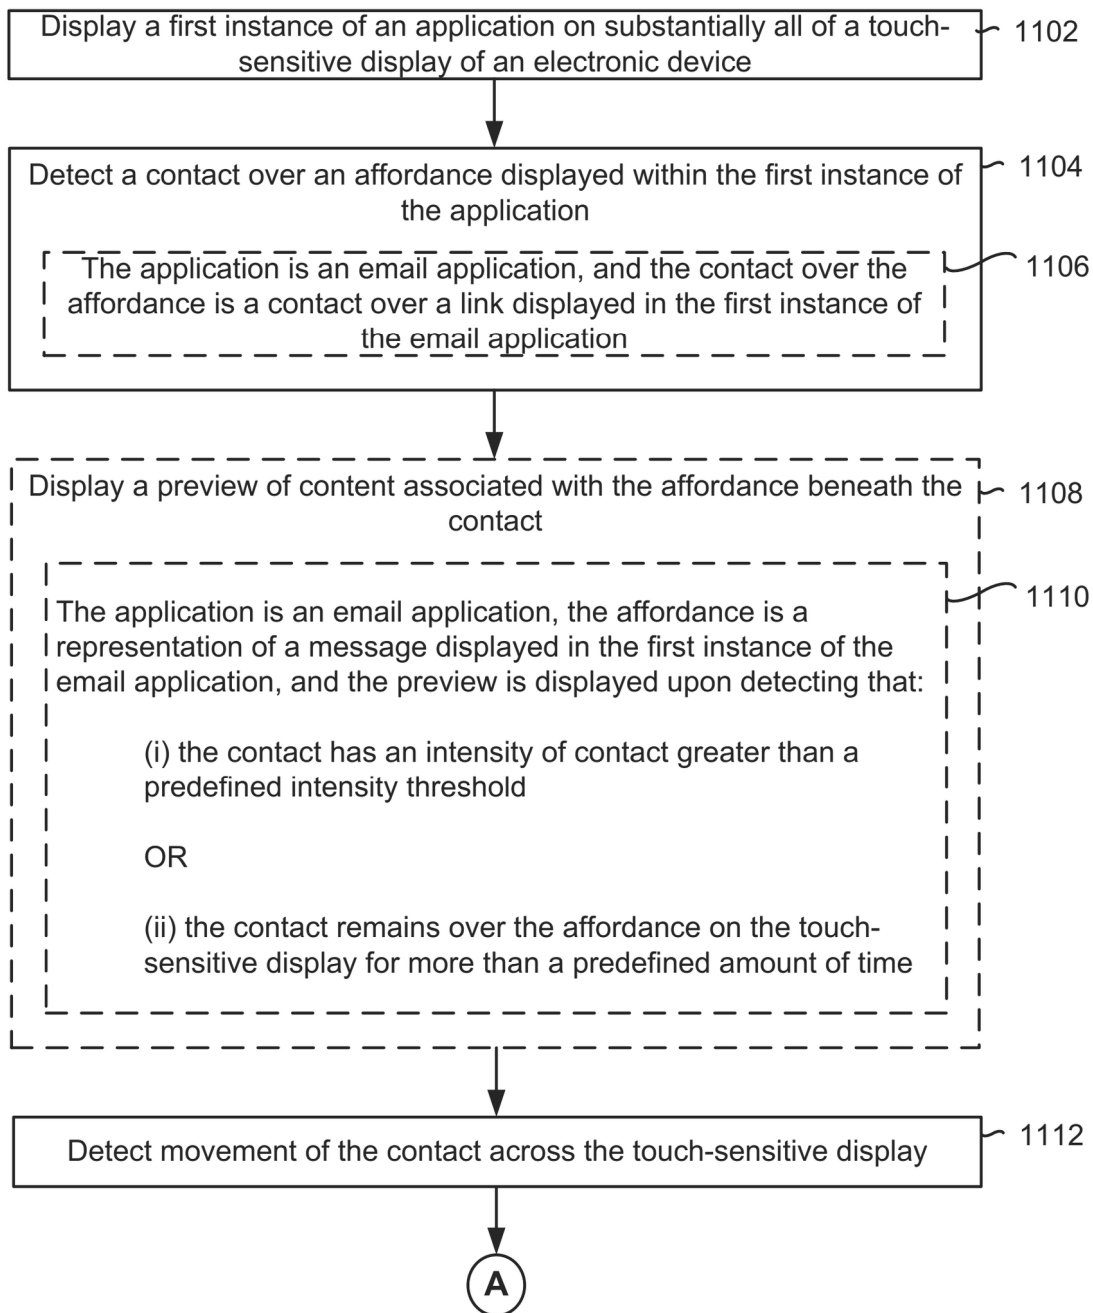 Display a first instance of an application on substantially all of a touch-
sensitive display of an electronic device
1102
Detect a contact over an affordance displayed within the first instance of
the application
1104
The application is an email application, and the contact over the
affordance is a contact over a link displayed in the first instance of
the email application
1106
Display a preview of content associated with the affordance beneath the
contact
1108
The application is an email application, the affordance is a
representation of a message displayed in the first instance of the
email application, and the preview is displayed upon detecting that:
(i) the contact has an intensity of contact greater than a
predefined intensity threshold
OR
(ii) the contact remains over the affordance on the touch-
sensitive display for more than a predefined amount of time
1110
Detect movement of the contact across the touch-sensitive display
1112
A